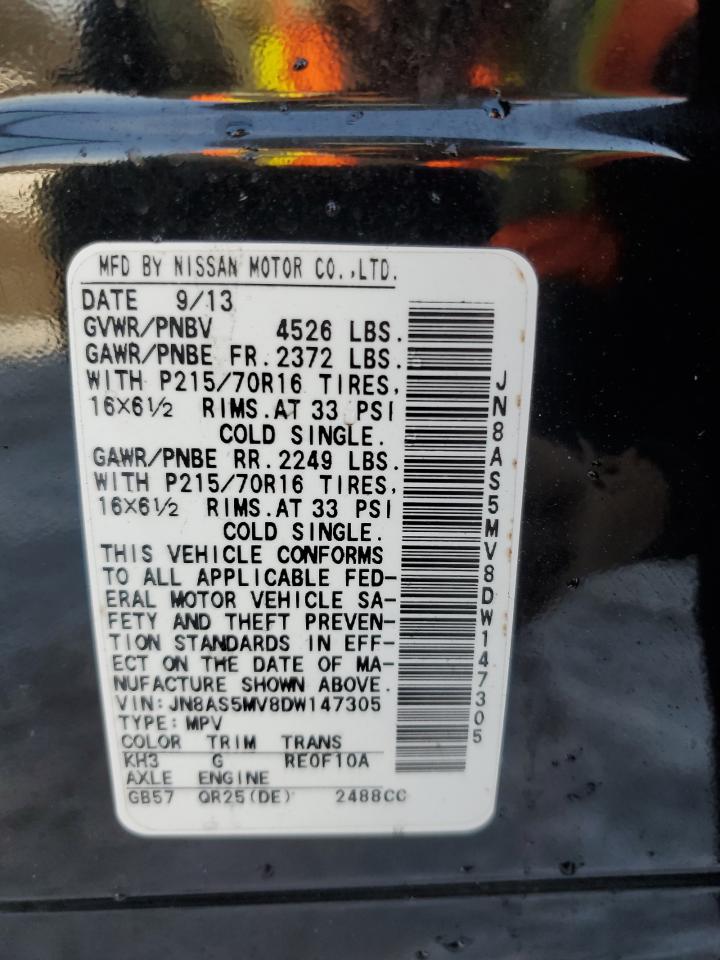 MFD BY NISSAN MOTOR CO.,LTD.
DATE 9/13
GVWR/PNBV 4526 LBS.
GAWR/PNBE FR. 2372 LBS.
WITH P215/70R16 TIRES,
16X6½ RIMS. AT 33 PSI
COLD SINGLE.
GAWR/PNBE RR. 2249 LBS.
WITH P215/70R16 TIRES,
16X6½ RIMS. AT 33 PSI
COLD SINGLE.
THIS VEHICLE CONFORMS
TO ALL APPLICABLE FED-
ERAL MOTOR VEHICLE SA-
FETY AND THEFT PREVEN-
TION STANDARDS IN EFF-
ECT ON THE DATE OF MA-
NUFACTURE SHOWN ABOVE.
VIN: JN8AS5MV8DW147305
TYPE: MPV
COLOR TRIM TRANS
KH3 G RE0F10A
AXLE ENGINE
GB57 QR25(DE) 2488CC
JN8AS5MV8DW147305